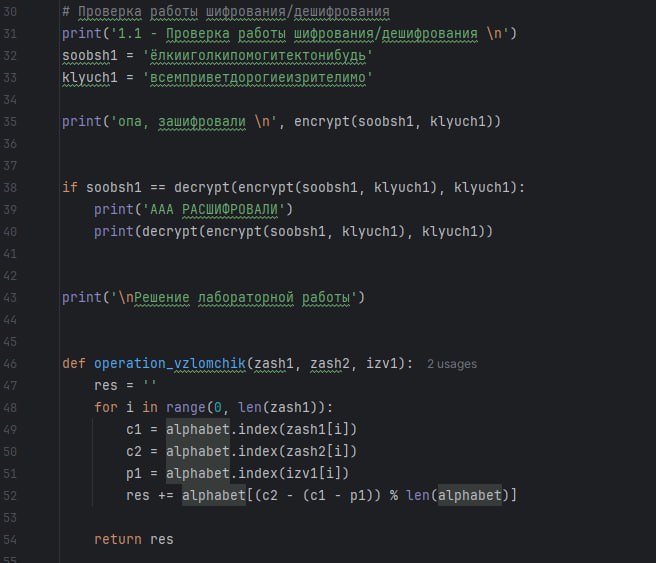 30 # Проверка работы шифрования/дешифрования
31 print('1.1 - Проверка работы шифрования/дешифрования \n')
32 soobsh1 = 'ёлкииголкипомогитектонибудь'
33 klyuch1 = 'всемприветдорогиеизрителимо'
34
35 print('опа, зашифровали \n', encrypt(soobsh1, klyuch1))
36
37
38 if soobsh1 == decrypt(encrypt(soobsh1, klyuch1), klyuch1):
39     print('ААА РАСШИФРОВАЛИ')
40     print(decrypt(encrypt(soobsh1, klyuch1), klyuch1))
41
42
43 print('\nРешение лабораторной работы')
44
45
46 def operation_vzlomchik(zash1, zash2, izv1): 2 usages
47     res = ''
48     for i in range(0, len(zash1)):
49         c1 = alphabet.index(zash1[i])
50         c2 = alphabet.index(zash2[i])
51         p1 = alphabet.index(izv1[i])
52         res += alphabet[(c2 - (c1 - p1)) % len(alphabet)]
53
54     return res
55